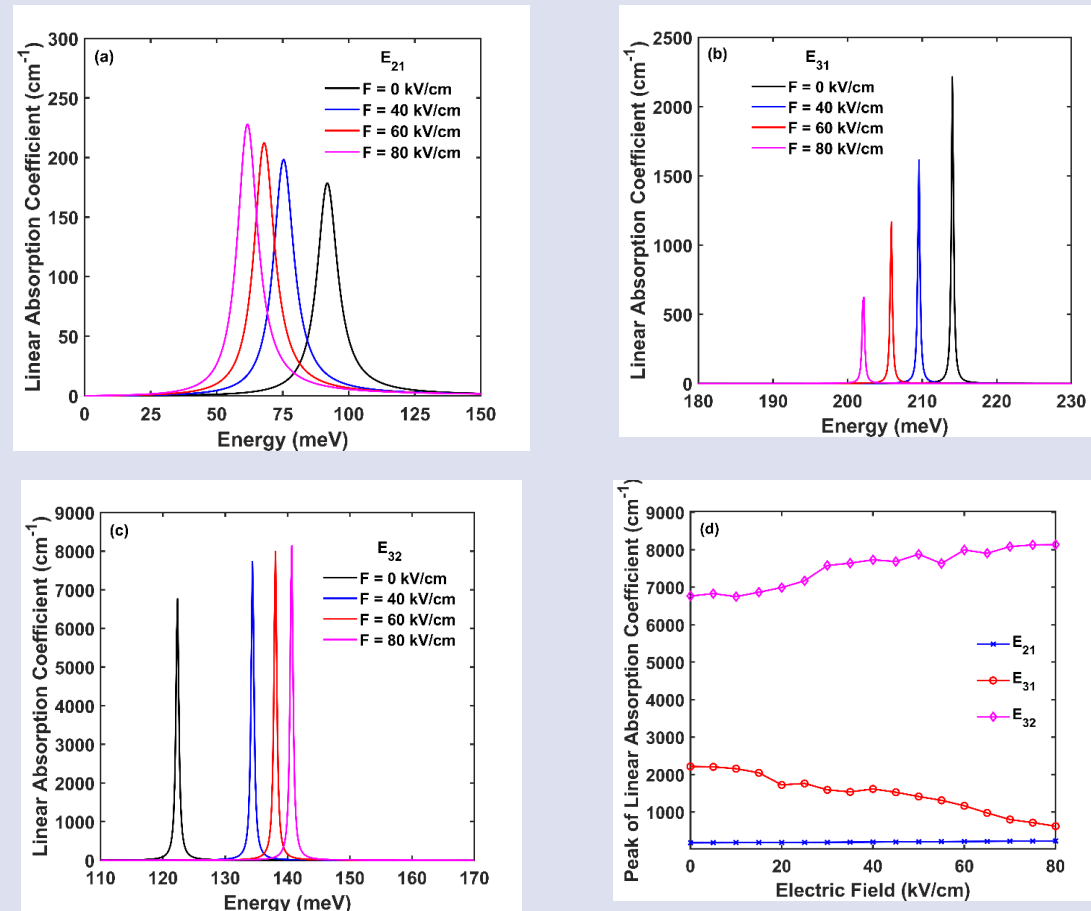 (a)
E21
F = 0 kV/cm
F = 40 kV/cm
F = 60 kV/cm
F = 80 kV/cm
Linear Absorption Coefficient (cm-1)
300
250
200
150
100
50
0
0 25 50 75 100 125 150
Energy (meV)
(b)
E31
F = 0 kV/cm
F = 40 kV/cm
F = 60 kV/cm
F = 80 kV/cm
Linear Absorption Coefficient (cm-1)
2500
2000
1500
1000
500
0
180 190 200 210 220 230
Energy (meV)
(c)
E32
F = 0 kV/cm
F = 40 kV/cm
F = 60 kV/cm
F = 80 kV/cm
Linear Absorption Coefficient (cm-1)
9000
8000
7000
6000
5000
4000
3000
2000
1000
0
110 120 130 140 150 160 170
Energy (meV)
(d)
E21
E31
E32
Peak of Linear Absorption Coefficient (cm-1)
9000
8000
7000
6000
5000
4000
3000
2000
1000
0 20 40 60 80
Electric Field (kV/cm)